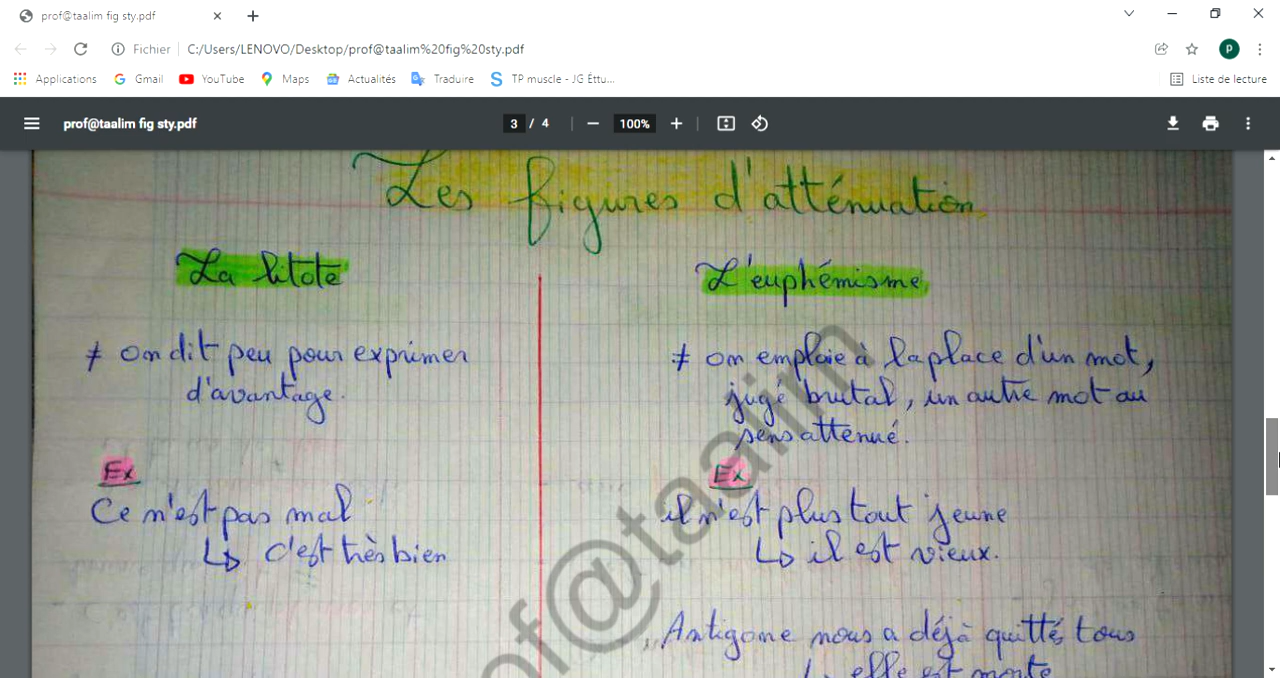 prof@taalim fig sty.pdf
Fichier
C:/Users/LENOVO/Desktop/prof@taalim%20fig%20sty.pdf
P
Applications
Gmail
YouTube
Maps
Actualités
Traduire
TP muscle - JG Éttu...
Liste de lecture
prof@taalim fig sty.pdf
3 / 4
100%
Les figures d'atténuation
La litote
≠ on dit peu pour exprimer
d'avantage.
Ex
Ce n'est pas mal
↳ c'est très bien
L'euphémisme
≠ on emploie à la place d'un mot,
jugé brutal, un autre mot au
sens attenué.
Ex
il n'est plus tout jeune
↳ il est vieux.
Antigone nous a déjà quitté, tous
↳ elle est morte
prof@taalim